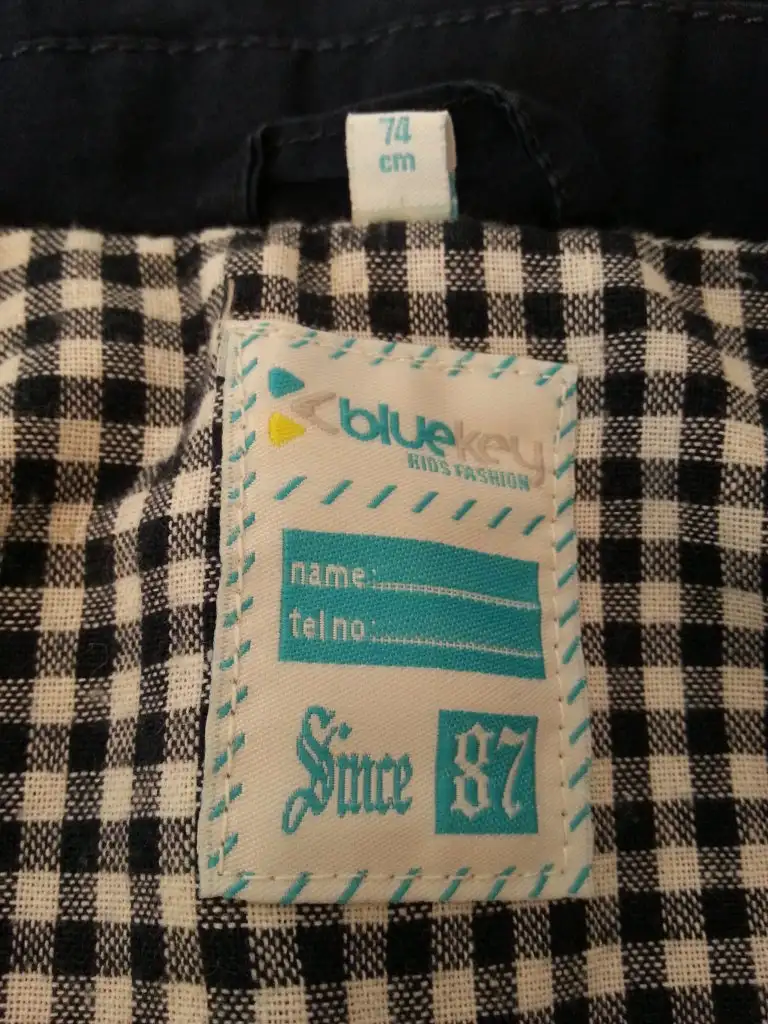 74
cm
bluekey
KIDS FASHION
name:
telno:
Since 87